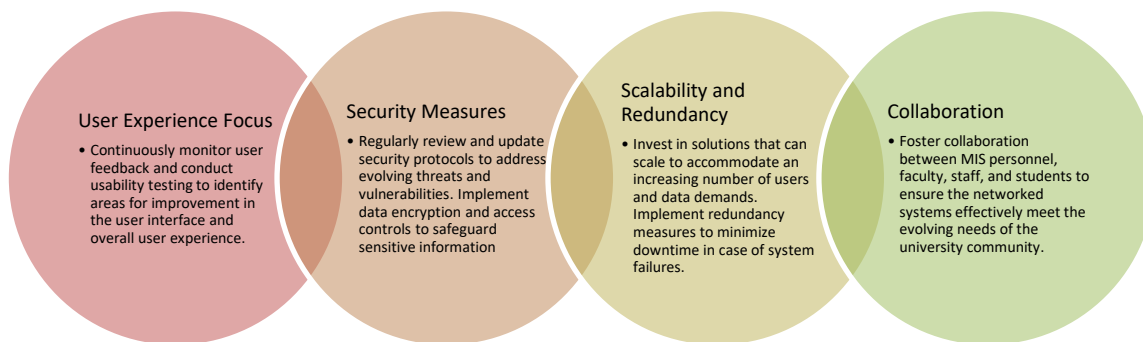 User Experience Focus
• Continuously monitor user
feedback and conduct
usability testing to identify
areas for improvement in
the user interface and
overall user experience.
Security Measures
• Regularly review and update
security protocols to address
evolving threats and
vulnerabilities. Implement
data encryption and access
controls to safeguard
sensitive information
Scalability and
Redundancy
• Invest in solutions that can
scale to accommodate an
increasing number of users
and data demands.
Implement redundancy
measures to minimize
downtime in case of system
failures.
Collaboration
• Foster collaboration
between MIS personnel,
faculty, staff, and students to
ensure the networked
systems effectively meet the
evolving needs of the
university community.